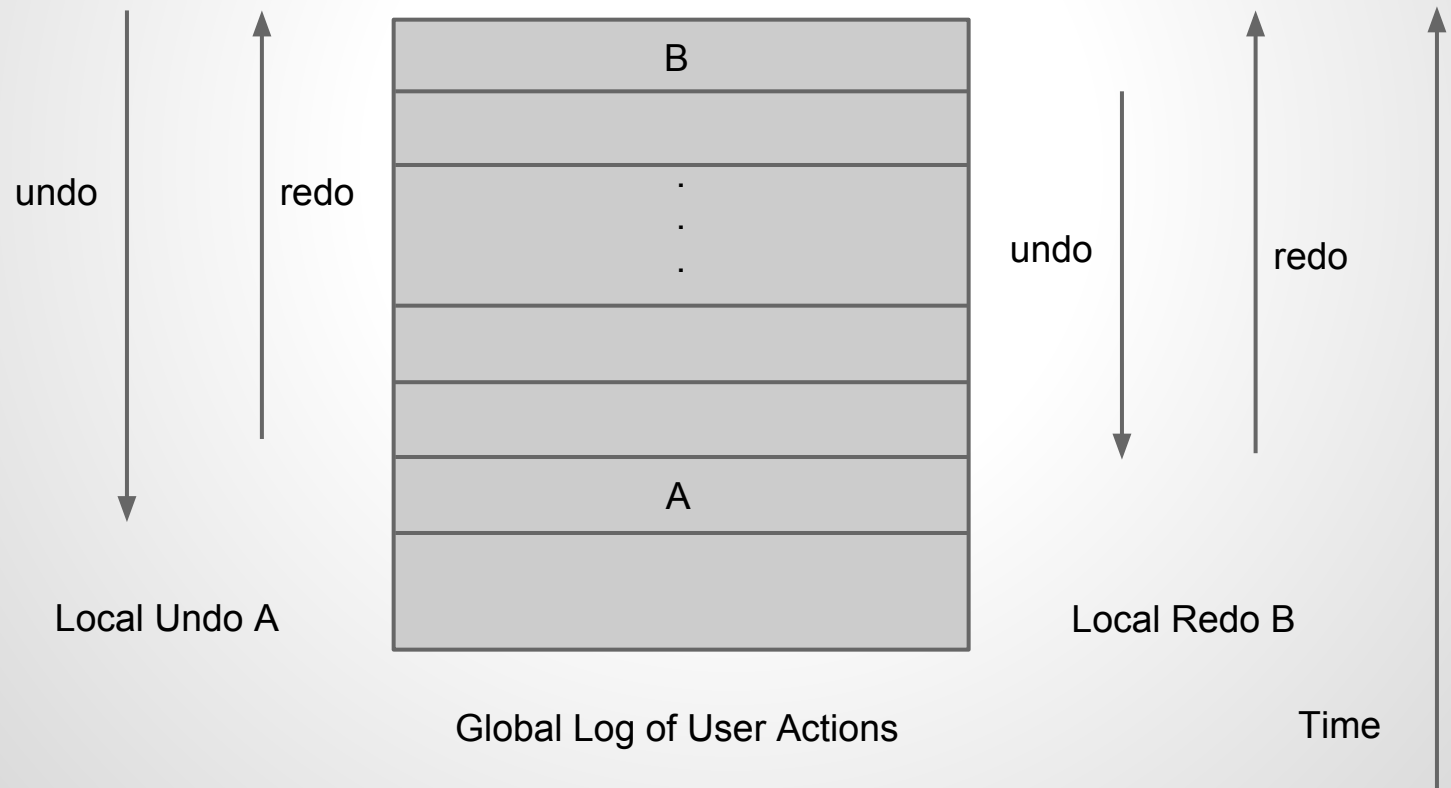 B
.
.
.
undo
redo
undo
redo
A
Local Undo A
Local Redo B
Global Log of User Actions
Time